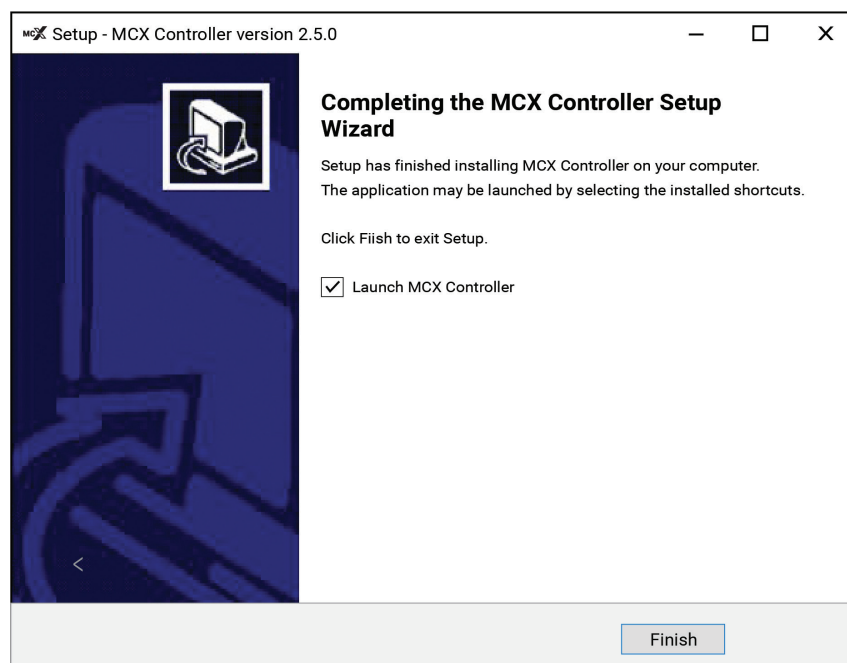 MCX Setup - MCX Controller version 2.5.0
Completing the MCX Controller Setup
Wizard
Setup has finished installing MCX Controller on your computer.
The application may be launched by selecting the installed shortcuts.
Click Fiish to exit Setup.
Launch MCX Controller
Finish